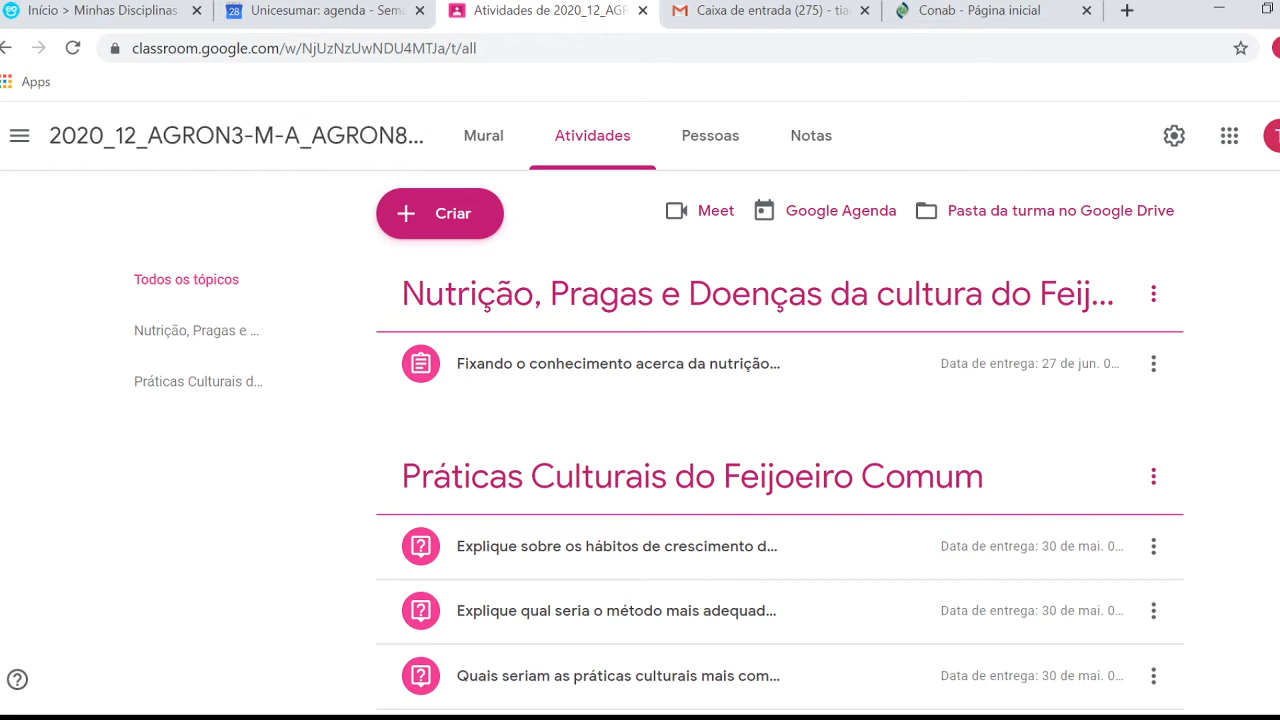 Início > Minhas Disciplinas
28 Unicesumar: agenda - Sema
Atividades de 2020_12_AGR
Caixa de entrada (275) - tia
Conab - Página inicial
classroom.google.com/w/NjUzNzUwNDU4MTJa/t/all
Apps
2020_12_AGRON3-M-A_AGRON8...
Mural
Atividades
Pessoas
Notas
T
Criar
Meet
Google Agenda
Pasta da turma no Google Drive
Todos os tópicos
Nutrição, Pragas e ...
Práticas Culturais d...
Nutrição, Pragas e Doenças da cultura do Feij...
Fixando o conhecimento acerca da nutrição...
Data de entrega: 27 de jun. 0...
Práticas Culturais do Feijoeiro Comum
Explique sobre os hábitos de crescimento d...
Data de entrega: 30 de mai. 0...
Explique qual seria o método mais adequad...
Data de entrega: 30 de mai. 0...
Quais seriam as práticas culturais mais com...
Data de entrega: 30 de mai. 0...